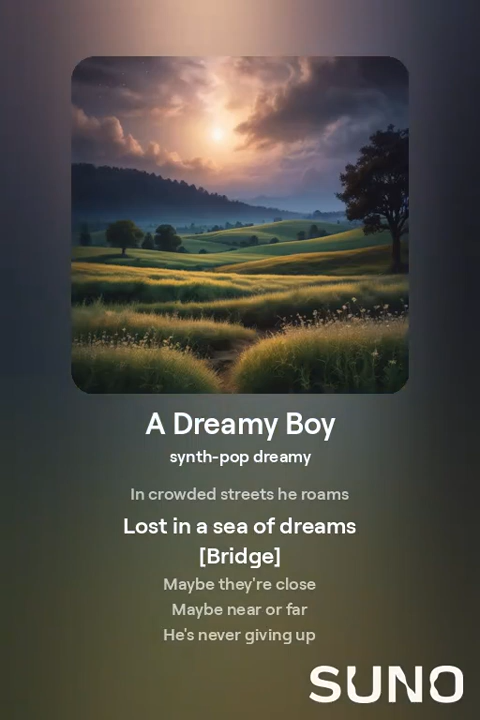 A Dreamy Boy
synth-pop dreamy
In crowded streets he roams
Lost in a sea of dreams
[Bridge]
Maybe they're close
Maybe near or far
He's never giving up
SUNO